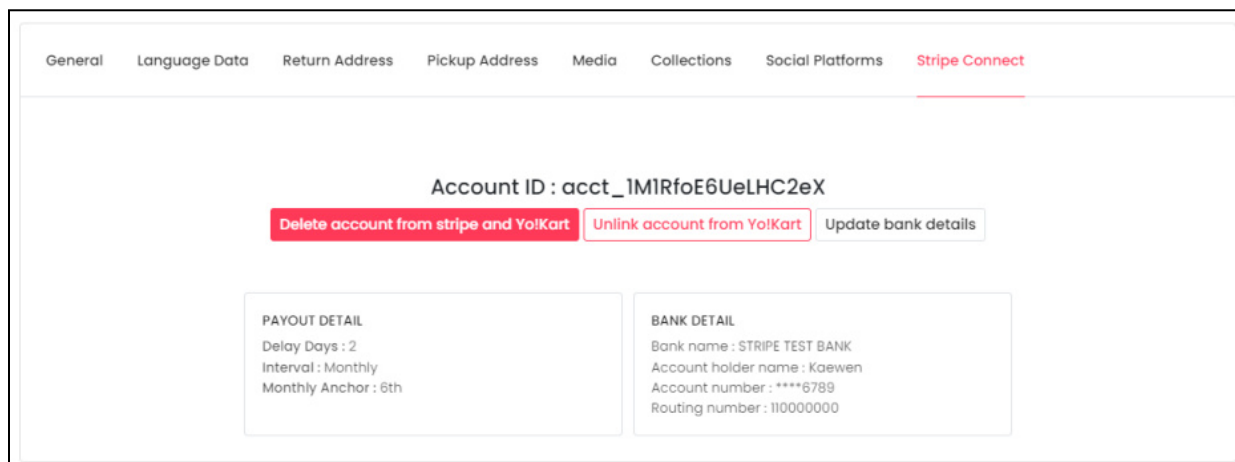 General Language Data Return Address Pickup Address Media Collections Social Platforms Stripe Connect
Account ID : acct_1M1RfoE6UeLHC2eX
Delete account from stripe and Yo!Kart Unlink account from Yo!Kart Update bank details
PAYOUT DETAIL
Delay Days : 2
Interval : Monthly
Monthly Anchor : 6th
BANK DETAIL
Bank name : STRIPE TEST BANK
Account holder name : Kaewen
Account number : ****6789
Routing number : 110000000